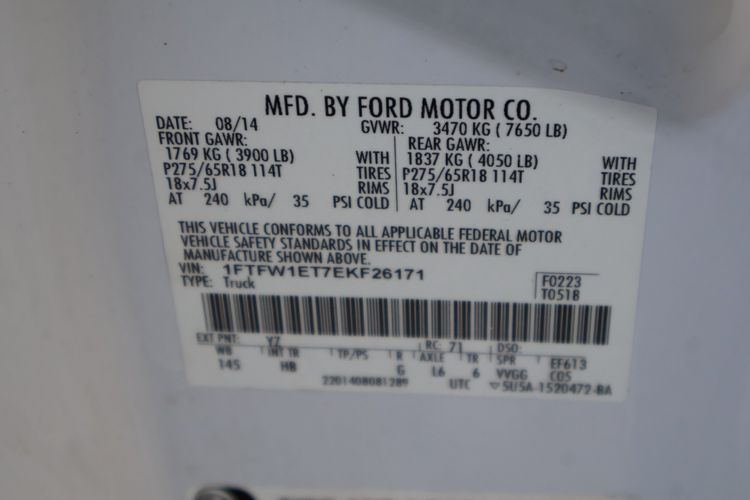 MFD. BY FORD MOTOR CO.
DATE: 08/14 GVWR: 3470 KG ( 7650 LB)
FRONT GAWR: REAR GAWR:
1769 KG ( 3900 LB) WITH 1837 KG ( 4050 LB) WITH
P275/65R18 114T TIRES P275/65R18 114T TIRES
18x7.5J RIMS 18x7.5J RIMS
AT 240 kPa/ 35 PSI COLD AT 240 kPa/ 35 PSI COLD
THIS VEHICLE CONFORMS TO ALL APPLICABLE FEDERAL MOTOR
VEHICLE SAFETY STANDARDS IN EFFECT ON THE DATE OF
MANUFACTURE SHOWN ABOVE.
VIN: 1FTFW1ET7EKF26171 F0223
TYPE: Truck T0518
EXT PNT: YZ RC: 71 DSO:
WB INT TR TP/PS R AXLE TR SPR EF613
145 HB G L6 6 VVGG C05
2201408081289 UTC 5U5A-1520472-BA